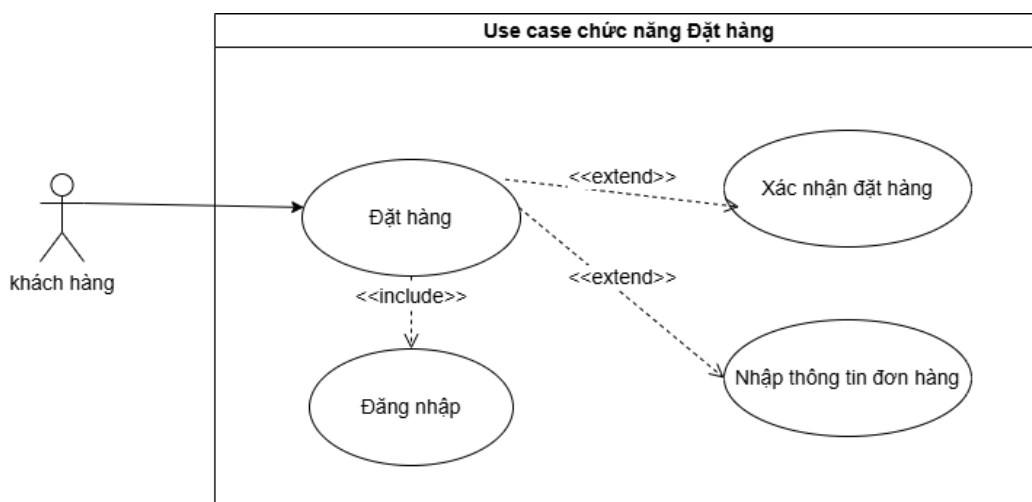 Use case chức năng Đặt hàng
<<extend>>
Xác nhận đặt hàng
Đặt hàng
khách hàng
<<extend>>
<<include>>
Nhập thông tin đơn hàng
Đăng nhập